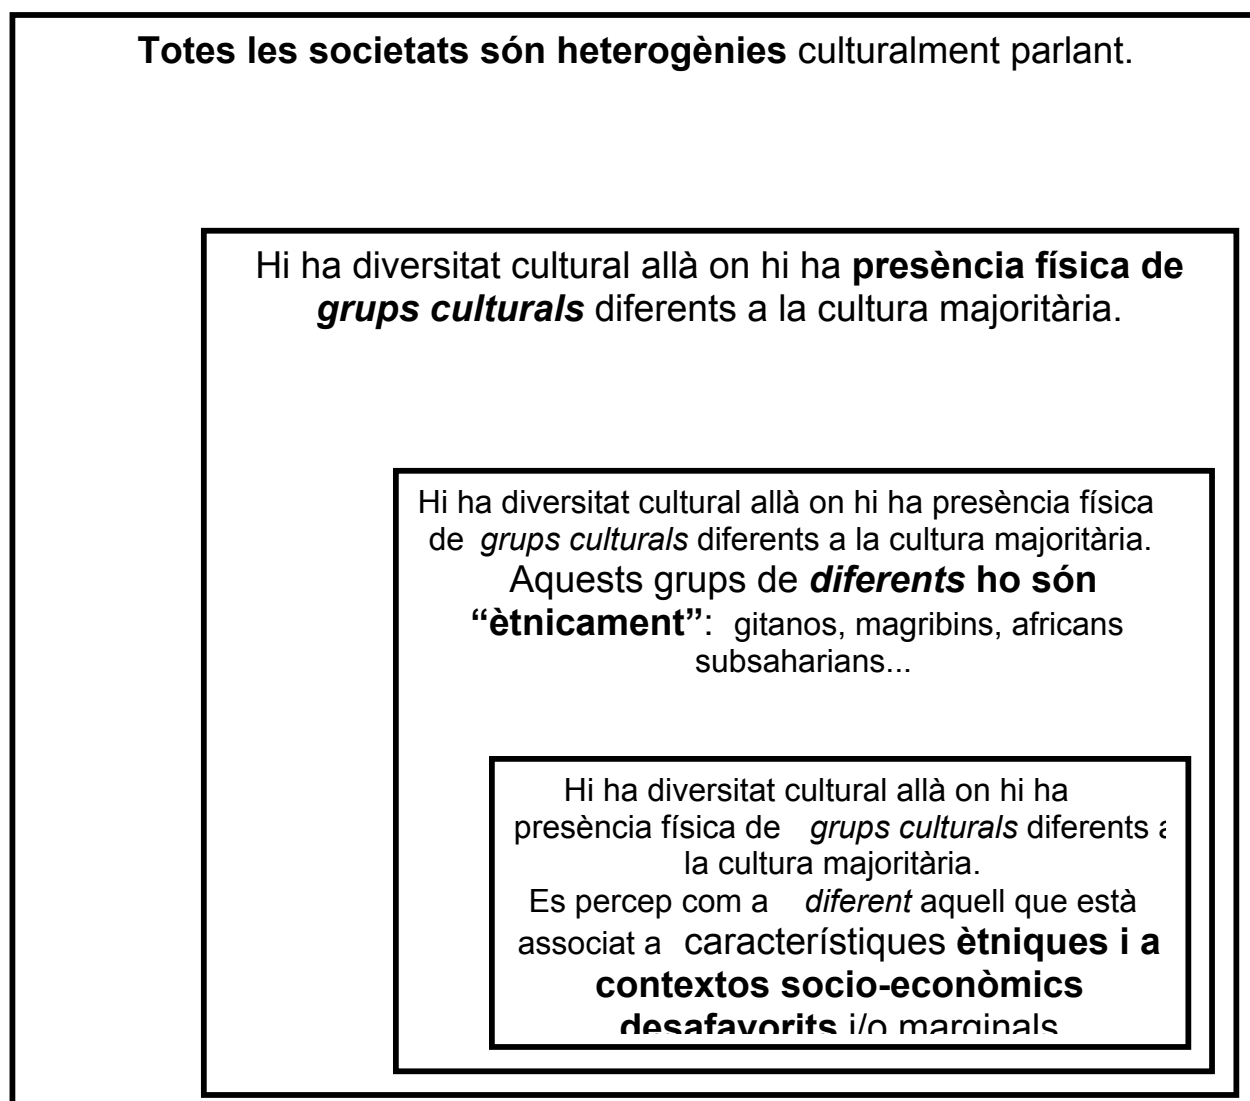 Totes les societats són heterogènies culturalment parlant.
Hi ha diversitat cultural allà on hi ha presència física de
grups culturals diferents a la cultura majoritària.
Hi ha diversitat cultural allà on hi ha presència física
de grups culturals diferents a la cultura majoritària.
Aquests grups de diferents ho són
“ètnicament”: gitanos, magribins, africans
subsaharians...
Hi ha diversitat cultural allà on hi ha
presència física de grups culturals diferents a
la cultura majoritària.
Es percep com a diferent aquell que està
associat a característiques ètniques i a
contextos socio-econòmics
desafavorits i/o marginals